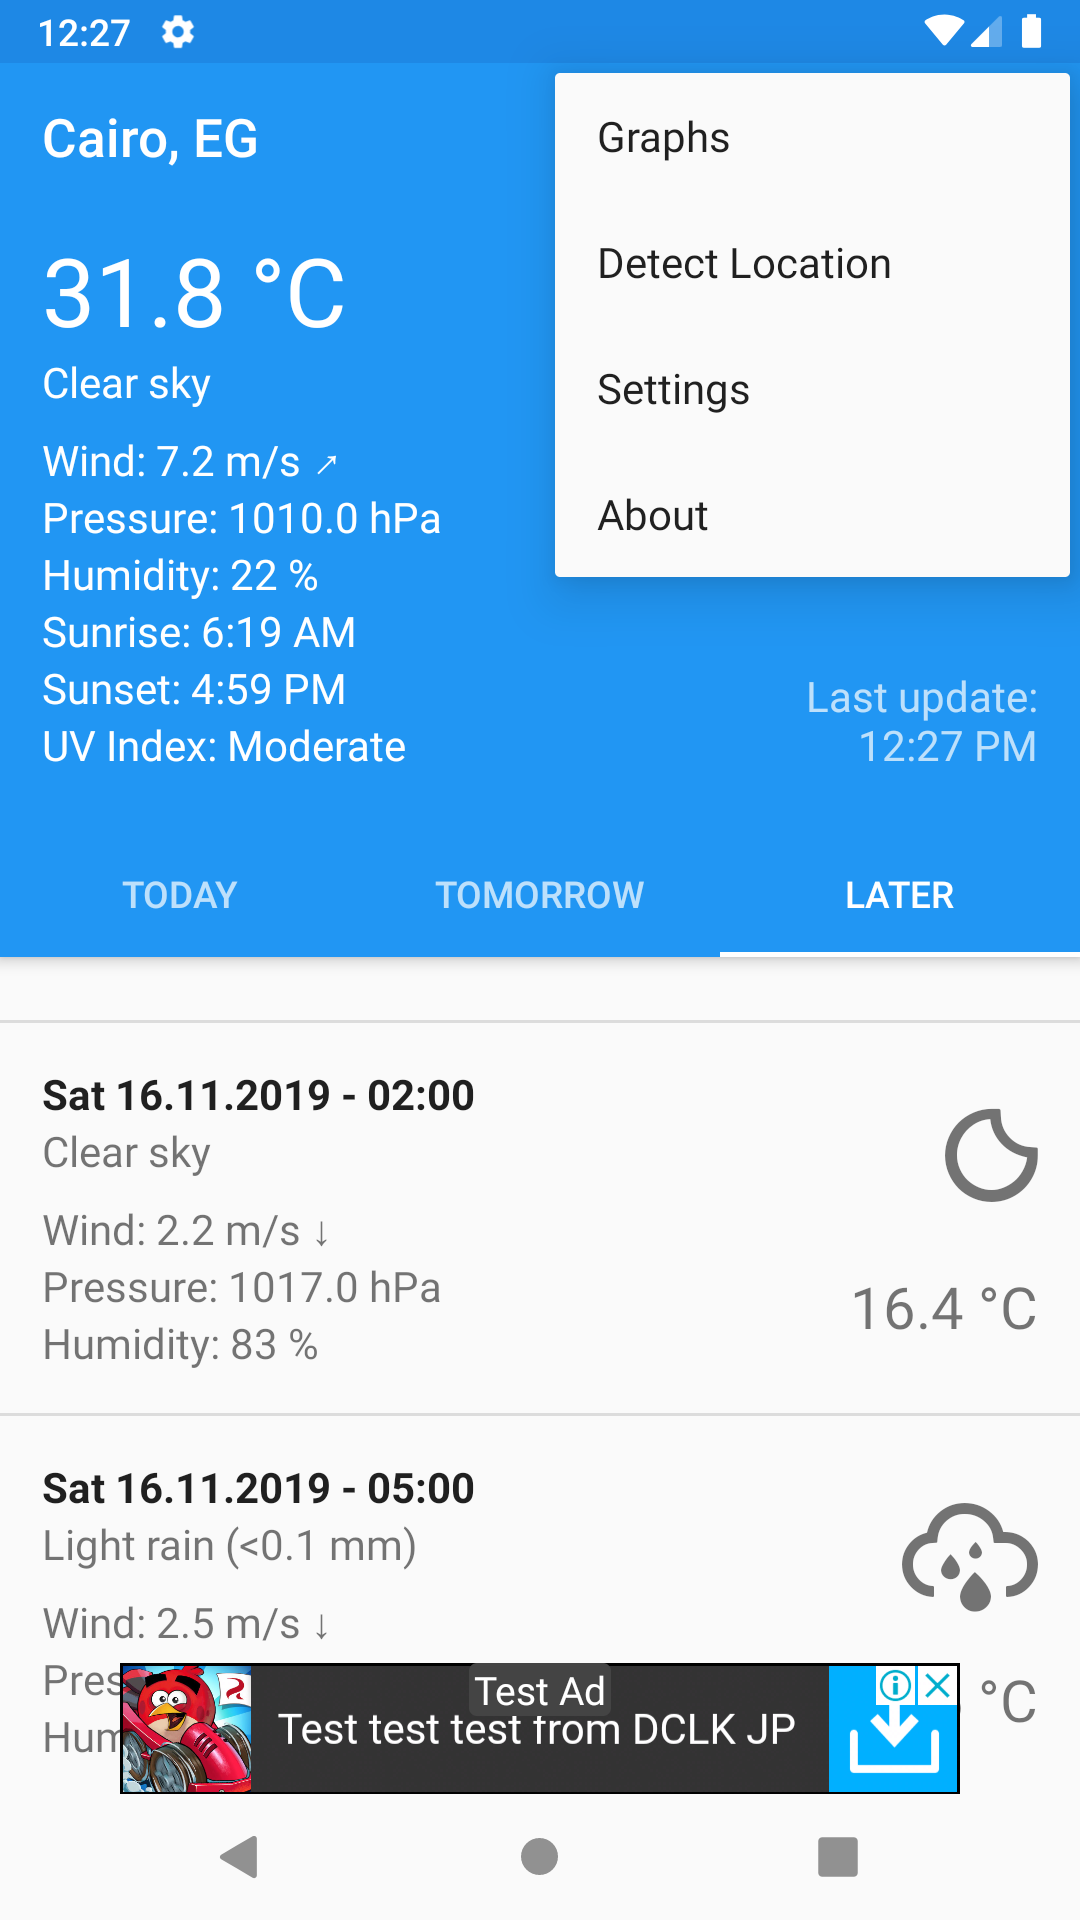 12:27
Cairo, EG
31.8 °C
Clear sky
Wind: 7.2 m/s ↗
Pressure: 1010.0 hPa
Humidity: 22 %
Sunrise: 6:19 AM
Sunset: 4:59 PM
UV Index: Moderate
Graphs
Detect Location
Settings
About
Last update:
12:27 PM
TODAY
TOMORROW
LATER
Sat 16.11.2019 - 02:00
Clear sky
Wind: 2.2 m/s ↓
Pressure: 1017.0 hPa
Humidity: 83 %
16.4 °C
Sat 16.11.2019 - 05:00
Light rain (<0.1 mm)
Wind: 2.5 m/s ↓
Pres
Hum
°C
Test Ad
Test test test from DCLK JP